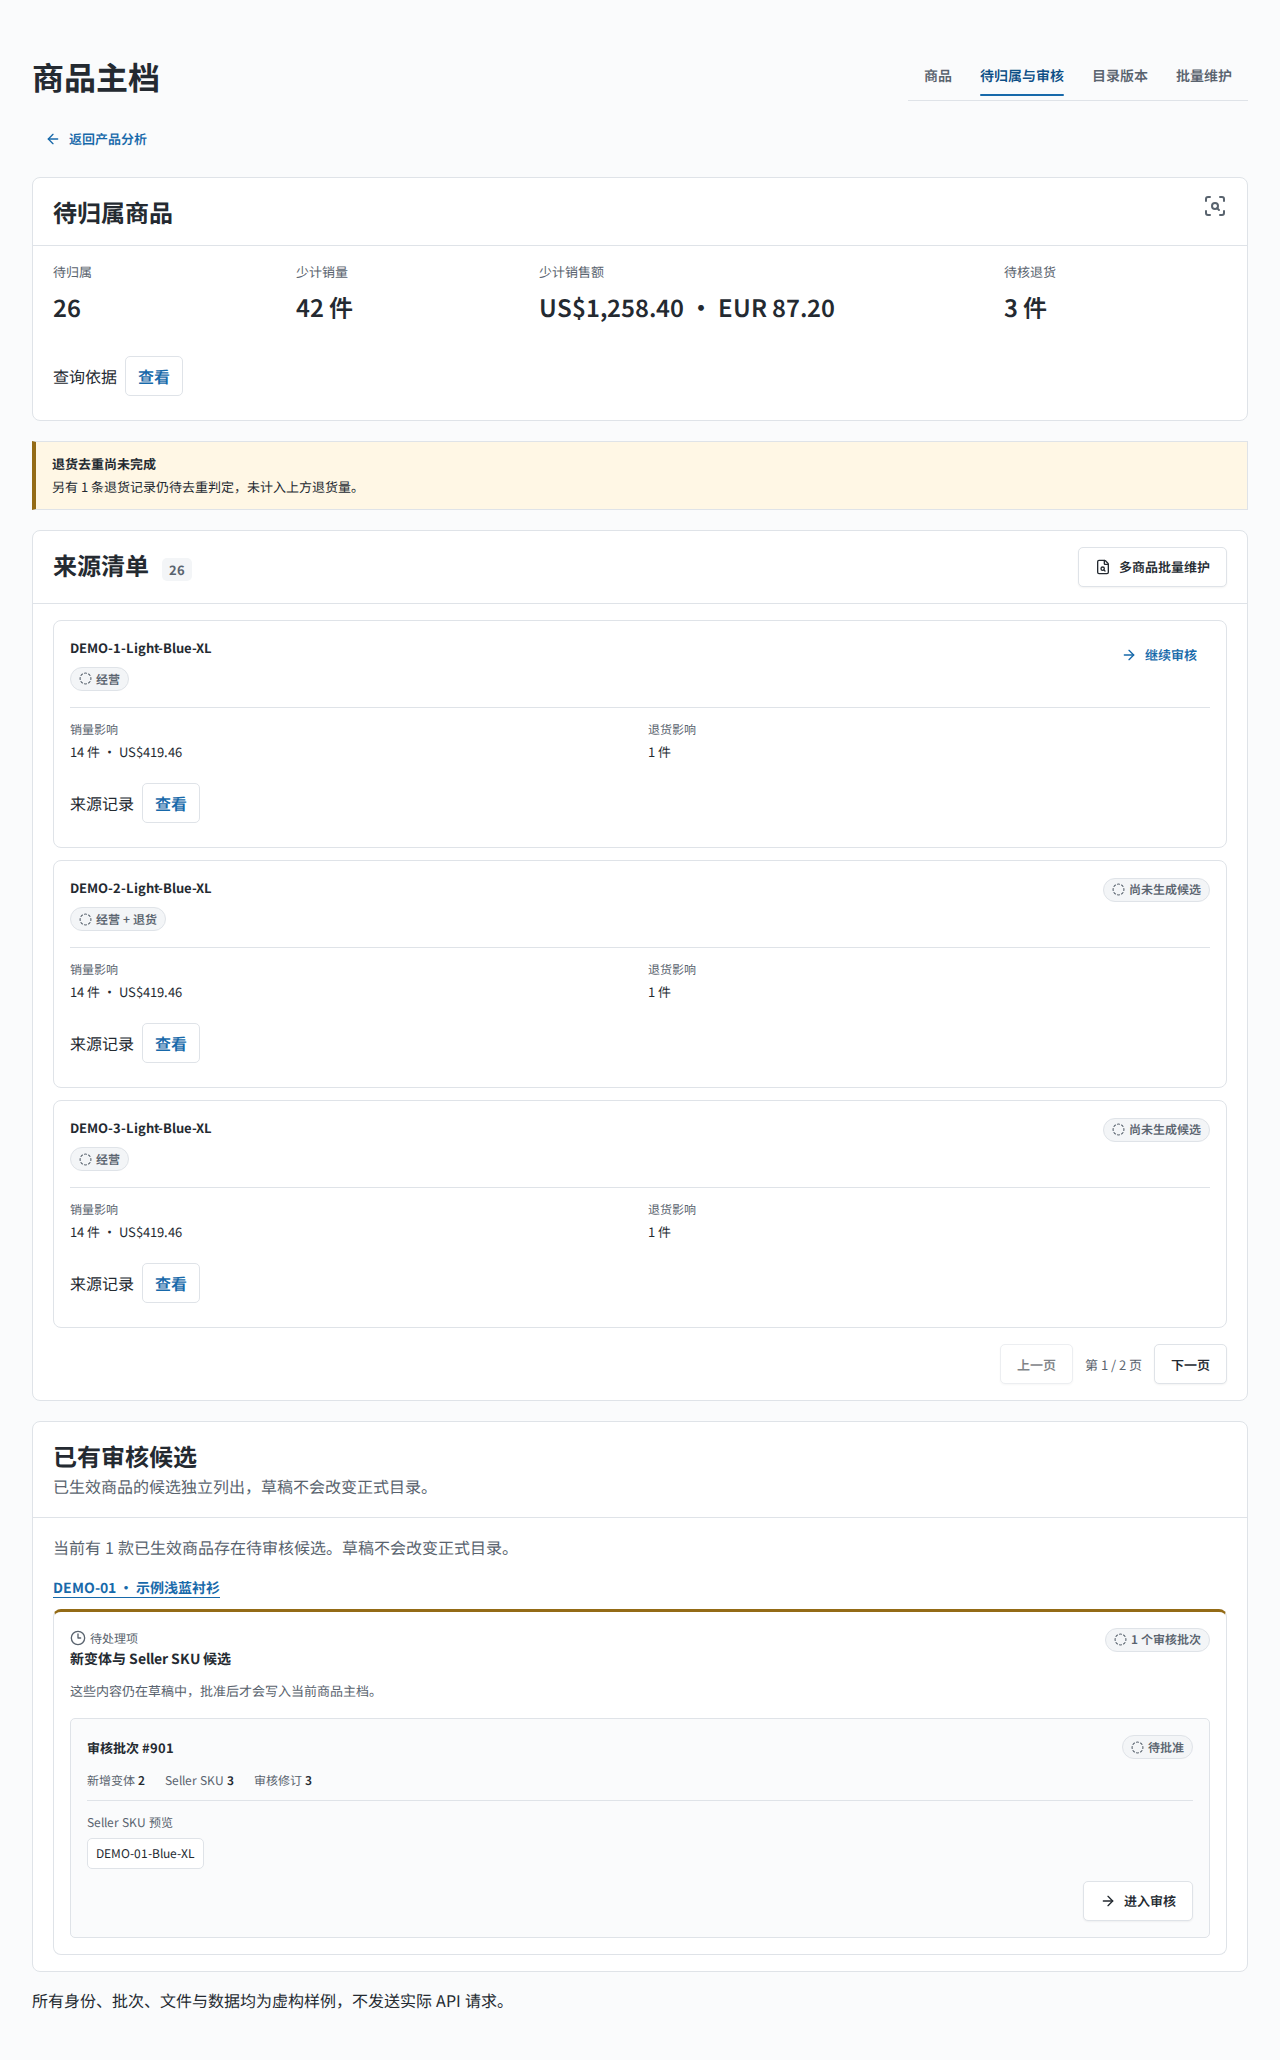 商品主档
商品 待归属与审核 目录版本 批量维护
返回产品分析
待归属商品
待归属 少计销量 少计销售额 待核退货
26 42 件 US$1,258.40 · EUR 87.20 3 件
查询依据 查看
退货去重尚未完成
另有 1 条退货记录仍待去重判定，未计入上方退货量。
来源清单 26 多商品批量维护
DEMO-1-Light-Blue-XL 继续审核
经营
销量影响 退货影响
14 件 · US$419.46 1 件
来源记录 查看
DEMO-2-Light-Blue-XL 尚未生成候选
经营 + 退货
销量影响 退货影响
14 件 · US$419.46 1 件
来源记录 查看
DEMO-3-Light-Blue-XL 尚未生成候选
经营
销量影响 退货影响
14 件 · US$419.46 1 件
来源记录 查看
上一页 第 1 / 2 页 下一页
已有审核候选
已生效商品的候选独立列出，草稿不会改变正式目录。
当前有 1 款已生效商品存在待审核候选。草稿不会改变正式目录。
DEMO-01 · 示例浅蓝衬衫
待处理项 1 个审核批次
新变体与 Seller SKU 候选
这些内容仍在草稿中，批准后才会写入当前商品主档。
审核批次 #901 待批准
新增变体 2 Seller SKU 3 审核修订 3
Seller SKU 预览
DEMO-01-Blue-XL
进入审核
所有身份、批次、文件与数据均为虚构样例，不发送实际 API 请求。